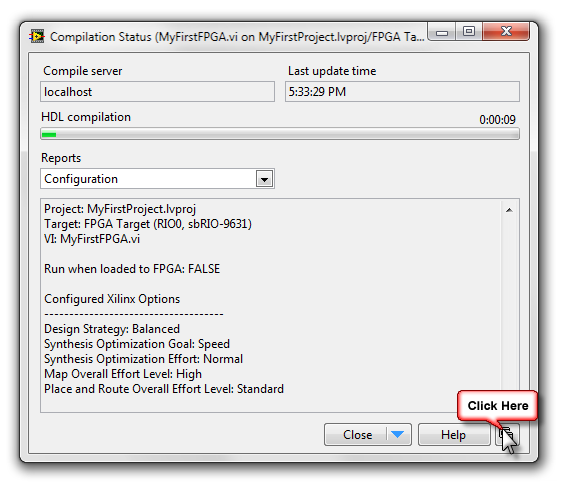 Compilation Status (MyFirstFPGA.vi on MyFirstProject.lvproj/FPGA Ta...
Compile server
Last update time
localhost
5:33:29 PM
HDL compilation
0:00:09
Reports
Configuration
Project: MyFirstProject.lvproj
Target: FPGA Target (RIO0, sbRIO-9631)
VI: MyFirstFPGA.vi
Run when loaded to FPGA: FALSE
Configured Xilinx Options
------------------------------------
Design Strategy: Balanced
Synthesis Optimization Goal: Speed
Synthesis Optimization Effort: Normal
Map Overall Effort Level: High
Place and Route Overall Effort Level: Standard
Click Here
Close
Help